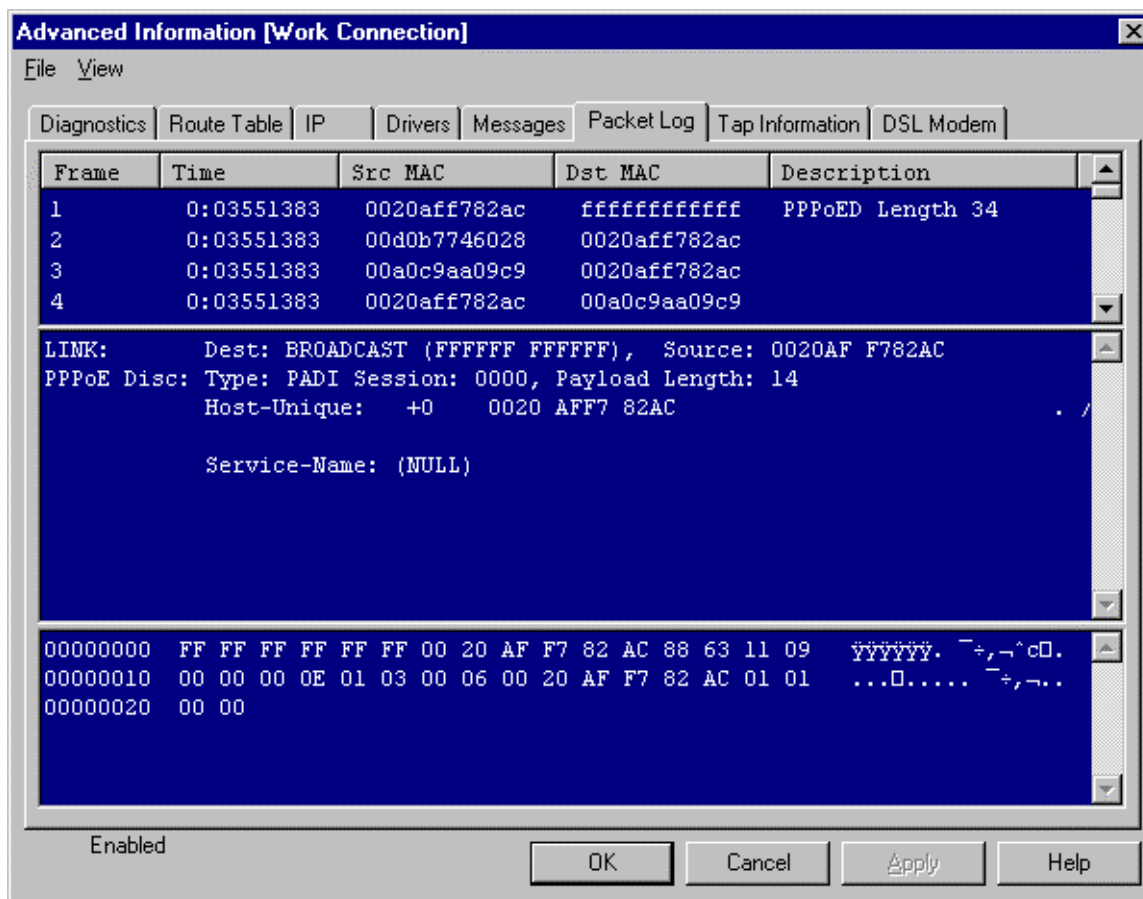 Advanced Information [Work Connection]
File View
Diagnostics Route Table IP Drivers Messages Packet Log Tap Information DSL Modem
Frame Time Src MAC Dst MAC Description
1 0:03551383 0020aff782ac ffffffffffff PPPoED Length 34
2 0:03551383 00d0b7746028 0020aff782ac
3 0:03551383 00a0c9aa09c9 0020aff782ac
4 0:03551383 0020aff782ac 00a0c9aa09c9
LINK: Dest: BROADCAST (FFFFFF FFFFFF), Source: 0020AF F782AC
PPPoE Disc: Type: PADI Session: 0000, Payload Length: 14
Host-Unique: +0 0020 AFF7 82AC . /
Service-Name: (NULL)
00000000 FF FF FF FF FF FF 00 20 AF F7 82 AC 88 63 11 09 ÿÿÿÿÿÿ. ¯÷‚¬ˆc□.
00000010 00 00 00 0E 01 03 00 06 00 20 AF F7 82 AC 01 01 ...□..... ¯÷‚¬..
00000020 00 00
Enabled
OK Cancel Apply Help